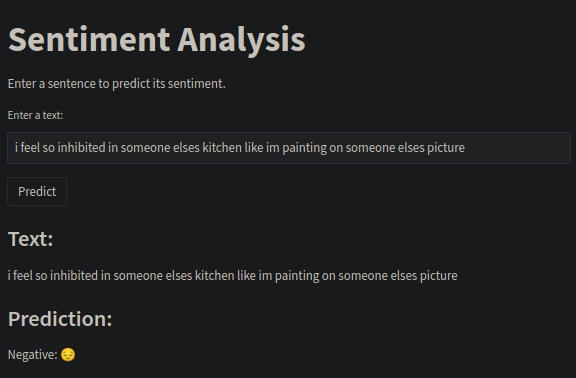 Sentiment Analysis
Enter a sentence to predict its sentiment.
Enter a text:
i feel so inhibited in someone elses kitchen like im painting on someone elses picture
Predict
Text:
i feel so inhibited in someone elses kitchen like im painting on someone elses picture
Prediction:
Negative: 😔